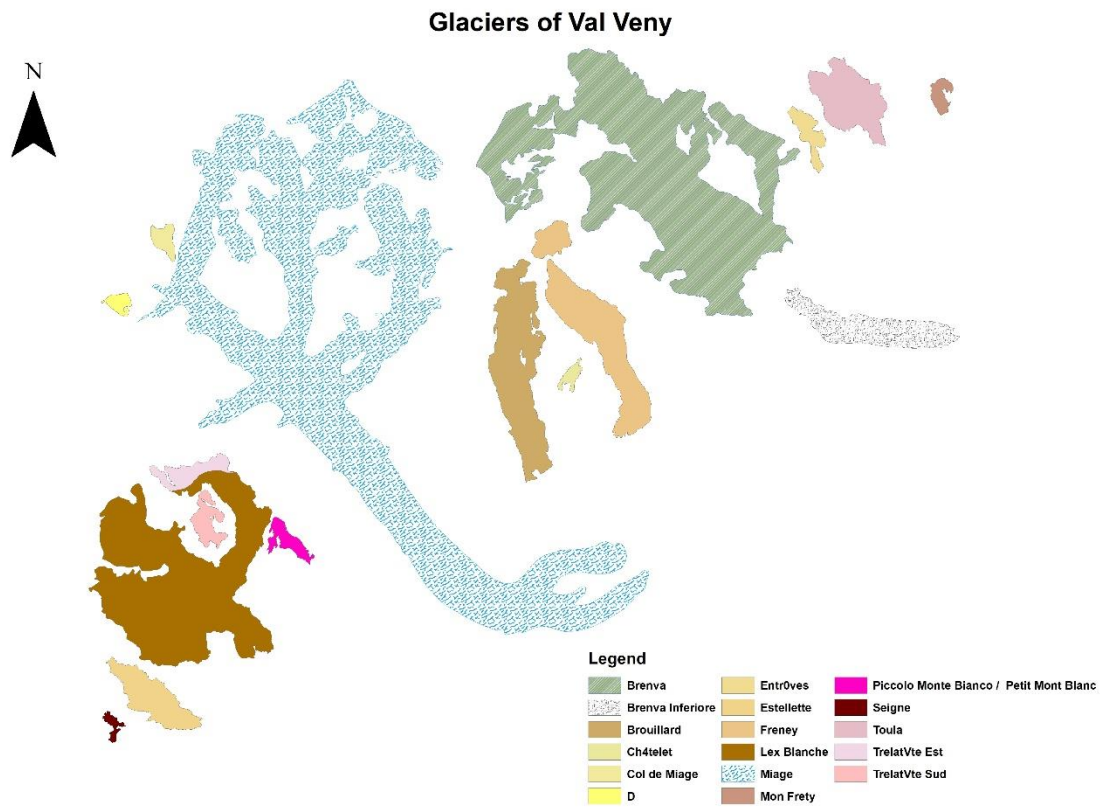 Glaciers of Val Veny
N
Legend
Brenva
Brenva Inferiore
Brouillard
Ch4telet
Col de Miage
D
Entr0ves
Estellette
Freney
Lex Blanche
Miage
Mon Frety
Piccolo Monte Bianco / Petit Mont Blanc
Seigne
Toula
TrelatVte Est
TrelatVte Sud